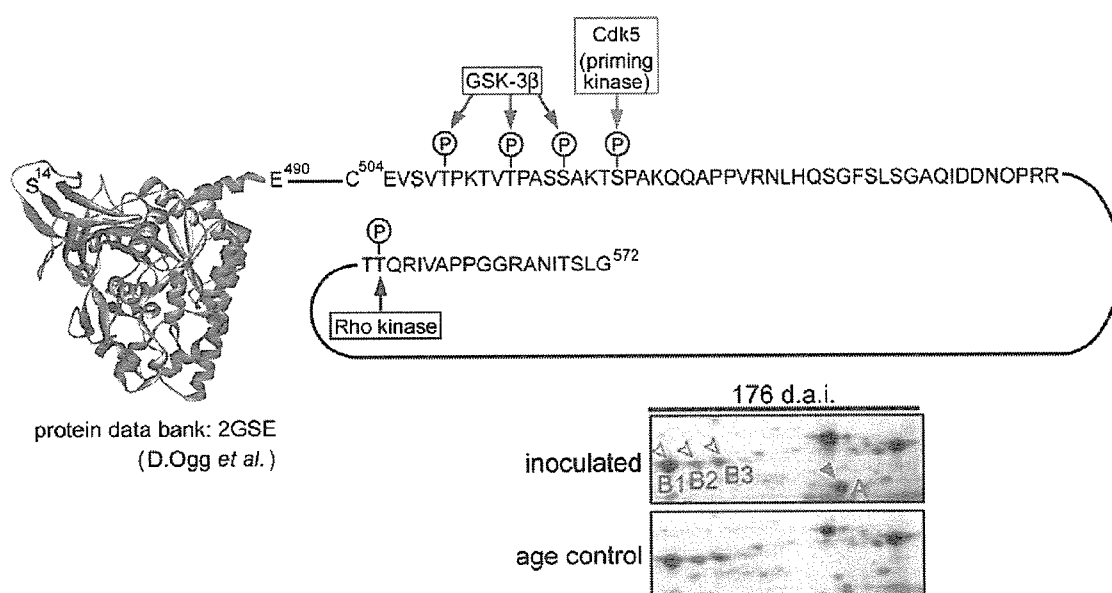 Cdk5
(priming
kinase)
GSK-3β
P P P P
S14 E490 C504EVSVTPKTVTPASSAKTSPAKQQAPPVRNLHQSGFSLSGAQIDDNOPRR
P
TTQRIVAPPGGRANITSLG572
Rho kinase
protein data bank: 2GSE
(D.Ogg et al.)
176 d.a.i.
inoculated
B1 B2 B3 A
age control